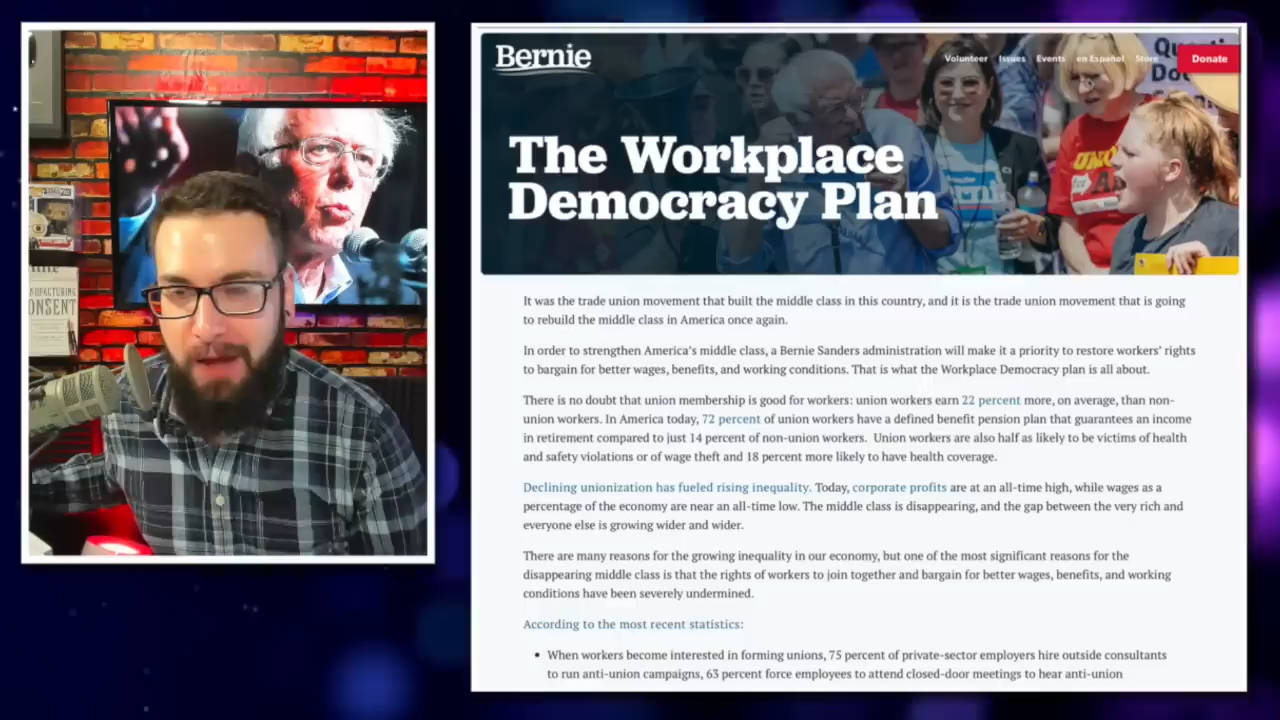 Bernie
Volunteer Issues Events en Español Store Donate
The Workplace
Democracy Plan
It was the trade union movement that built the middle class in this country, and it is the trade union movement that is going
to rebuild the middle class in America once again.
In order to strengthen America’s middle class, a Bernie Sanders administration will make it a priority to restore workers’ rights
to bargain for better wages, benefits, and working conditions. That is what the Workplace Democracy plan is all about.
There is no doubt that union membership is good for workers: union workers earn 22 percent more, on average, than non-
union workers. In America today, 72 percent of union workers have a defined benefit pension plan that guarantees an income
in retirement compared to just 14 percent of non-union workers. Union workers are also half as likely to be victims of health
and safety violations or of wage theft and 18 percent more likely to have health coverage.
Declining unionization has fueled rising inequality. Today, corporate profits are at an all-time high, while wages as a
percentage of the economy are near an all-time low. The middle class is disappearing, and the gap between the very rich and
everyone else is growing wider and wider.
There are many reasons for the growing inequality in our economy, but one of the most significant reasons for the
disappearing middle class is that the rights of workers to join together and bargain for better wages, benefits, and working
conditions have been severely undermined.
According to the most recent statistics:
• When workers become interested in forming unions, 75 percent of private-sector employers hire outside consultants
to run anti-union campaigns, 63 percent force employees to attend closed-door meetings to hear anti-union